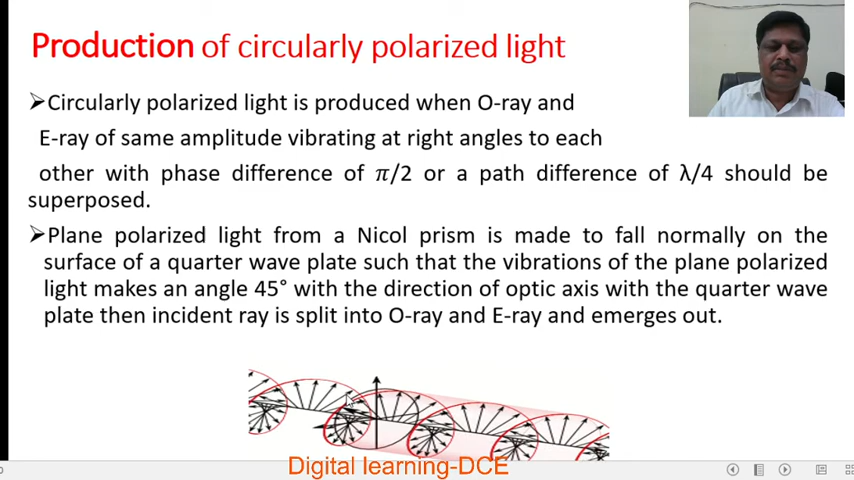 Production of circularly polarized light
➢Circularly polarized light is produced when O-ray and
E-ray of same amplitude vibrating at right angles to each
other with phase difference of 𝜋/2 or a path difference of λ/4 should be
superposed.
➢Plane polarized light from a Nicol prism is made to fall normally on the
surface of a quarter wave plate such that the vibrations of the plane polarized
light makes an angle 45° with the direction of optic axis with the quarter wave
plate then incident ray is split into O-ray and E-ray and emerges out.
Digital learning-DCE